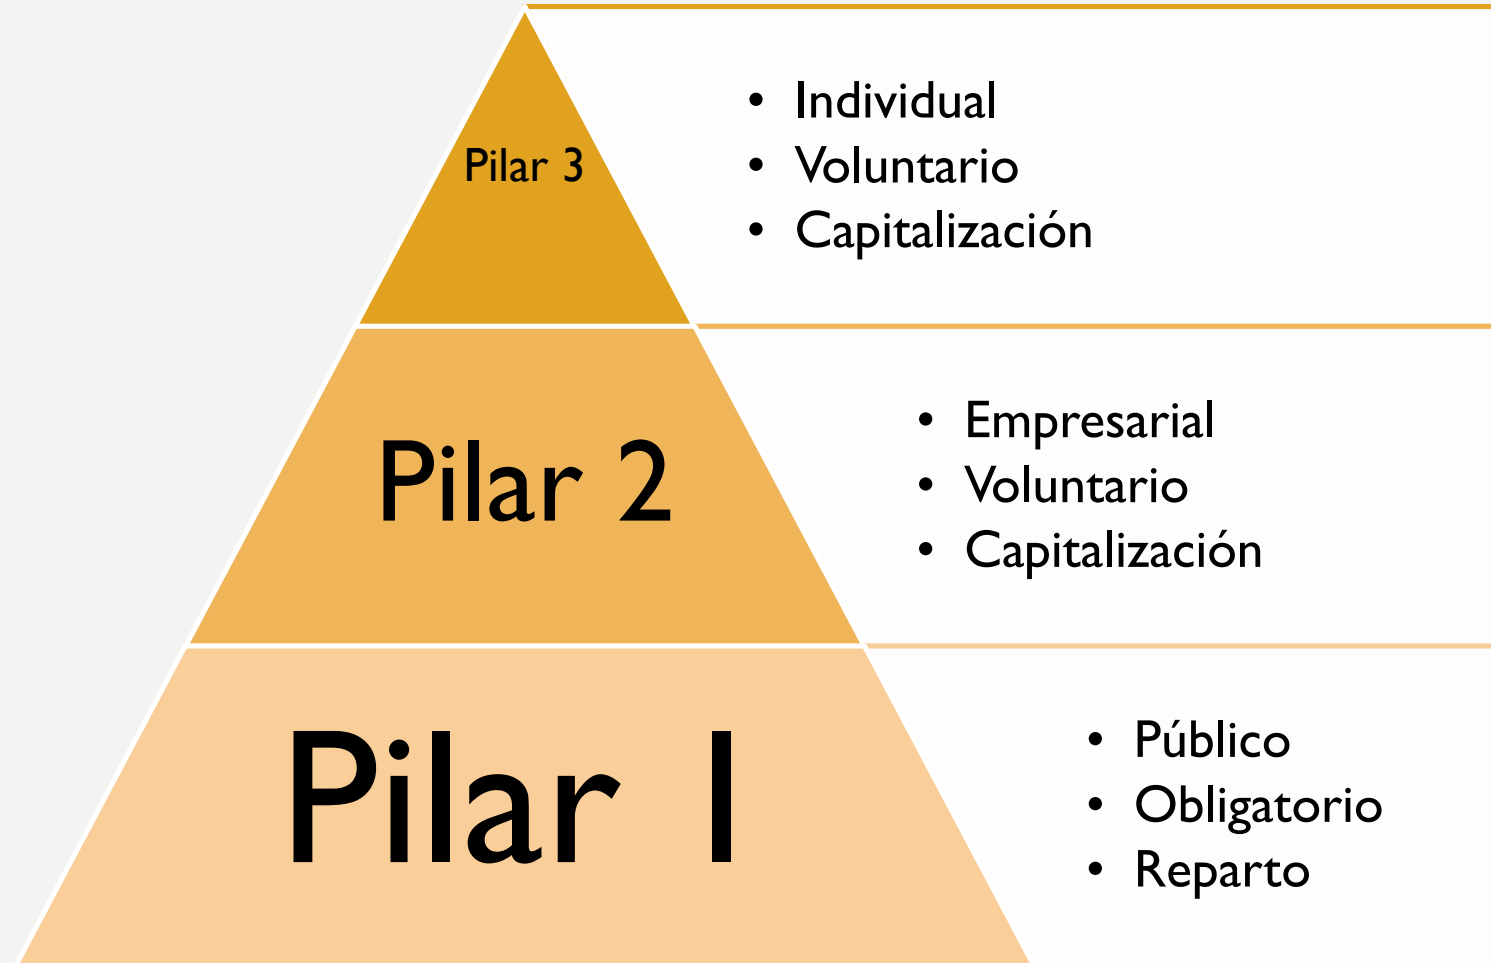 Pilar 3
• Individual
• Voluntario
• Capitalización
Pilar 2
• Empresarial
• Voluntario
• Capitalización
Pilar 1
• Público
• Obligatorio
• Reparto